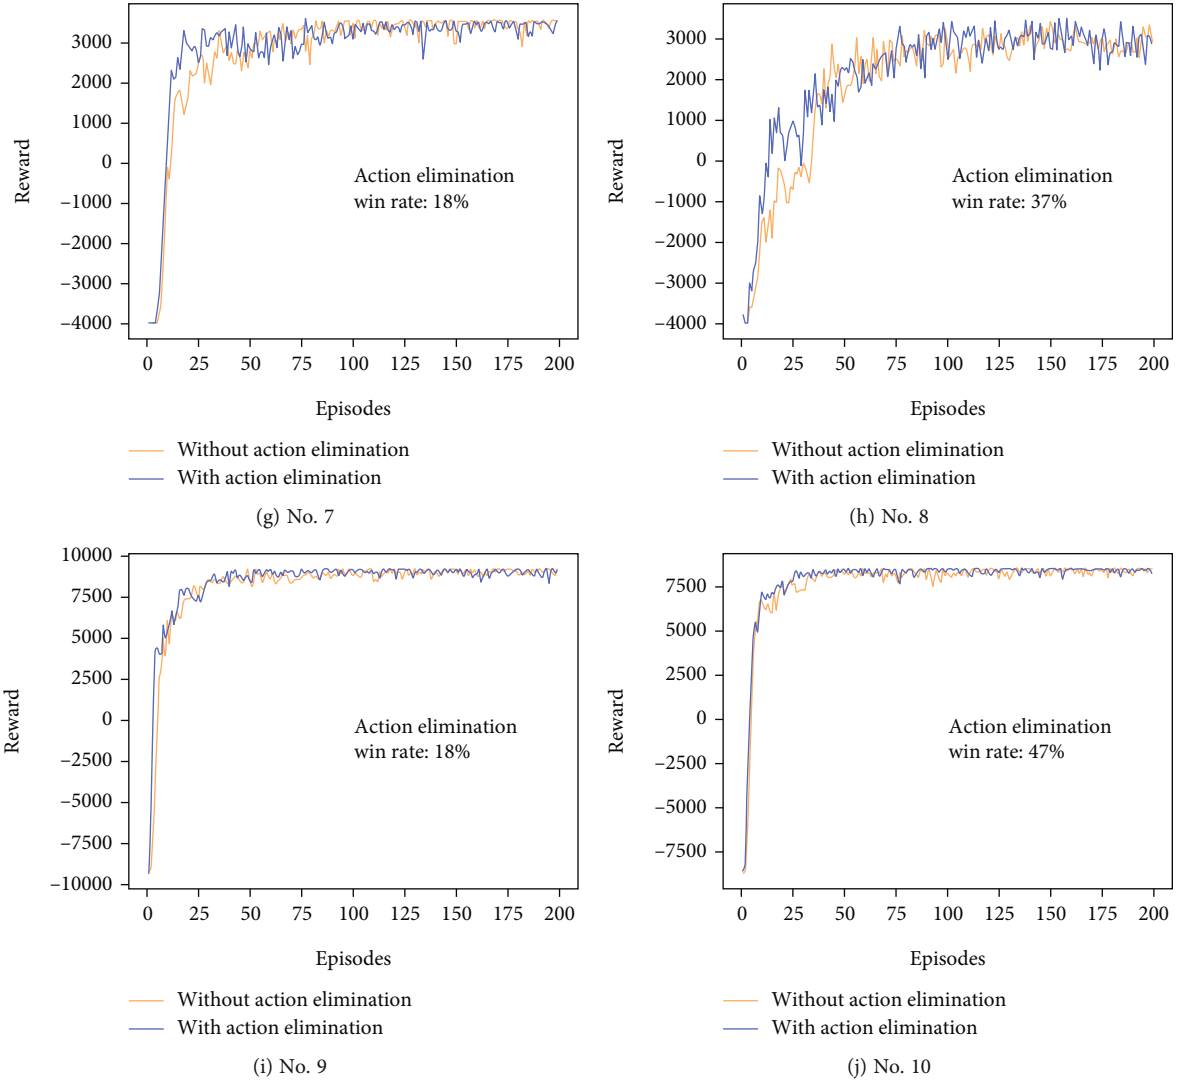 3000
2000
1000
0
–1000
–2000
–3000
–4000
Reward
Action elimination
win rate: 18%
0 25 50 75 100 125 150 175 200
Episodes
Without action elimination
With action elimination
(g) No. 7
3000
2000
1000
0
–1000
–2000
–3000
–4000
Reward
Action elimination
win rate: 37%
0 25 50 75 100 125 150 175 200
Episodes
Without action elimination
With action elimination
(h) No. 8
10000
7500
5000
2500
0
–2500
–5000
–7500
–10000
Reward
Action elimination
win rate: 18%
0 25 50 75 100 125 150 175 200
Episodes
Without action elimination
With action elimination
(i) No. 9
7500
5000
2500
0
–2500
–5000
–7500
Reward
Action elimination
win rate: 47%
0 25 50 75 100 125 150 175 200
Episodes
Without action elimination
With action elimination
(j) No. 10